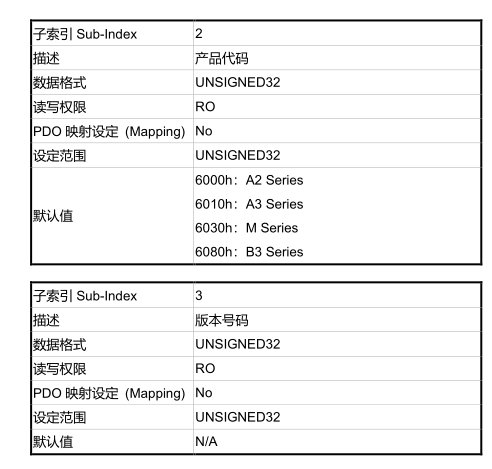 子索引 Sub-Index 2
描述 产品代码
数据格式 UNSIGNED32
读写权限 RO
PDO 映射设定 (Mapping) No
设定范围 UNSIGNED32
默认值 6000h：A2 Series
6010h：A3 Series
6030h：M Series
6080h：B3 Series
子索引 Sub-Index 3
描述 版本号码
数据格式 UNSIGNED32
读写权限 RO
PDO 映射设定 (Mapping) No
设定范围 UNSIGNED32
默认值 N/A